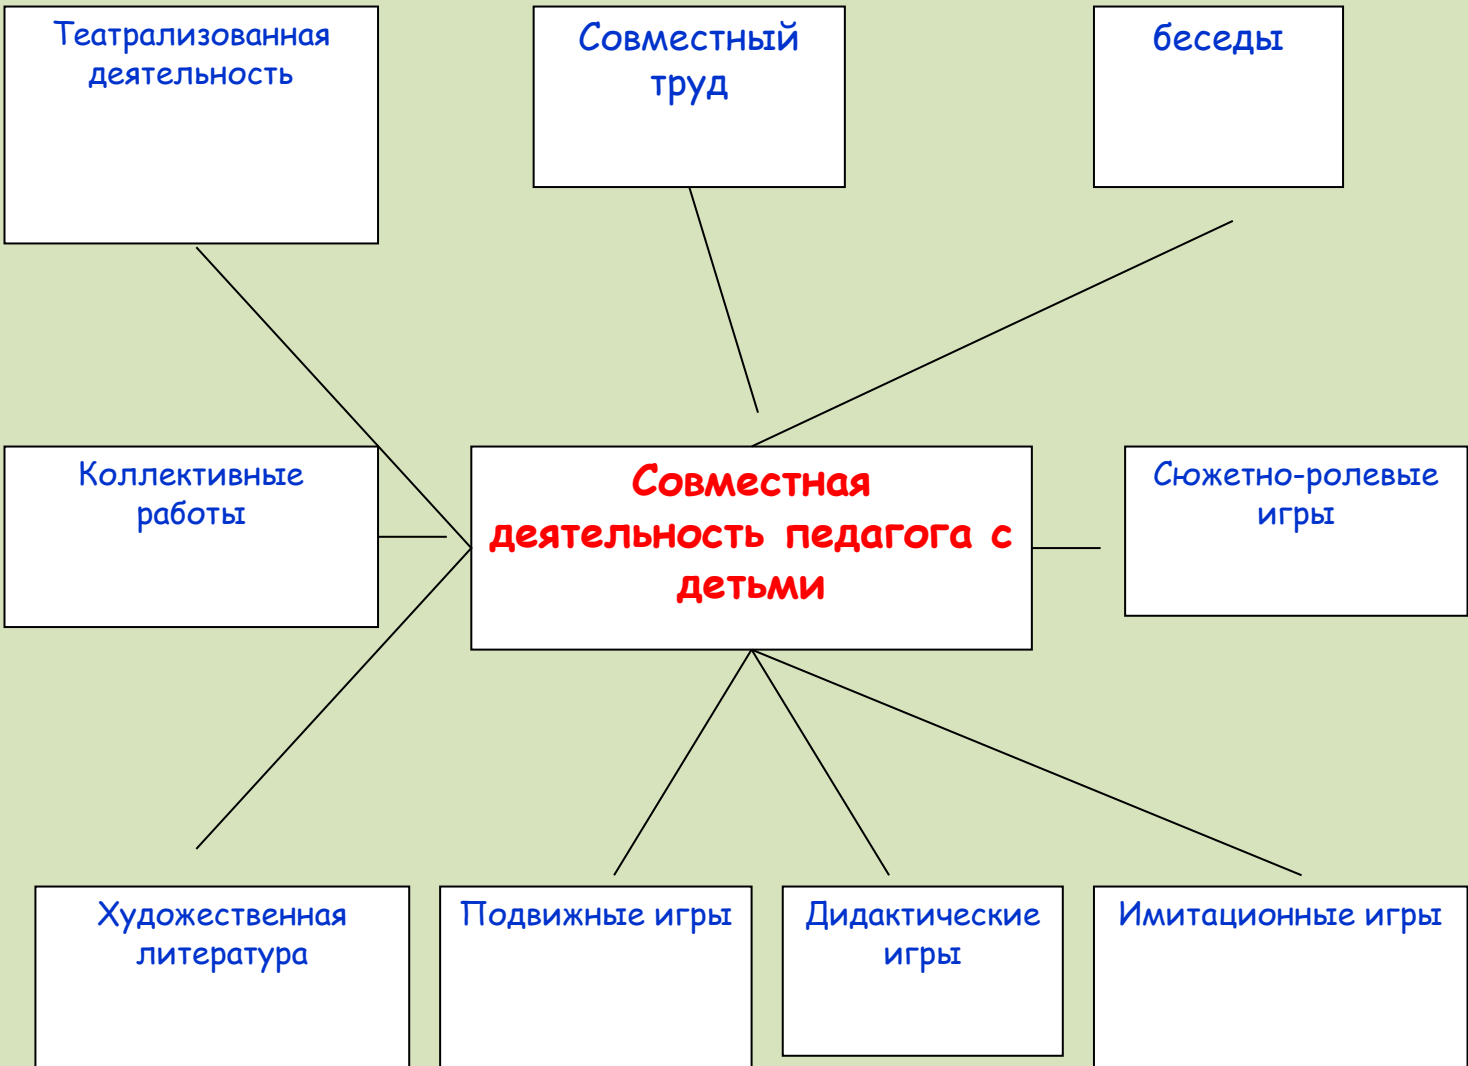 Театрализованная
деятельность
Совместный
труд
беседы
Коллективные
работы
Совместная
деятельность педагога с
детьми
Сюжетно-ролевые
игры
Художественная
литература
Подвижные игры
Дидактические
игры
Имитационные игры